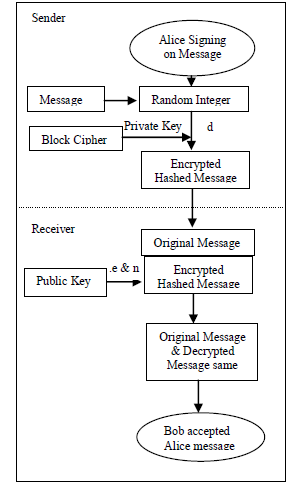 Sender
Alice Signing
on Message
Message
Random Integer
Private Key d
Block Cipher
Encrypted
Hashed Message
Receiver
Original Message
.e & n
Public Key
Encrypted
Hashed Message
Original Message
& Decrypted
Message same
Bob accepted
Alice message